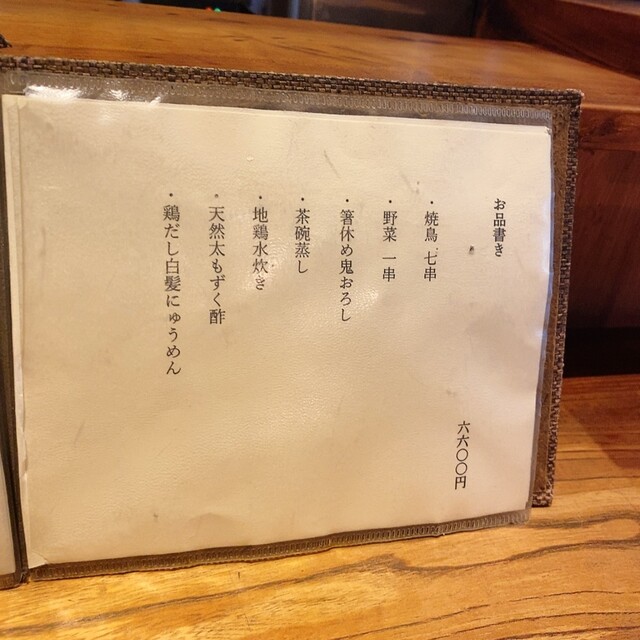 お品書き
六六〇〇円
・焼鳥 七串
・野菜 一串
・箸休め鬼おろし
・茶碗蒸し
・地鶏水炊き
・天然太もずく酢
・鶏だし白髪にゅうめん